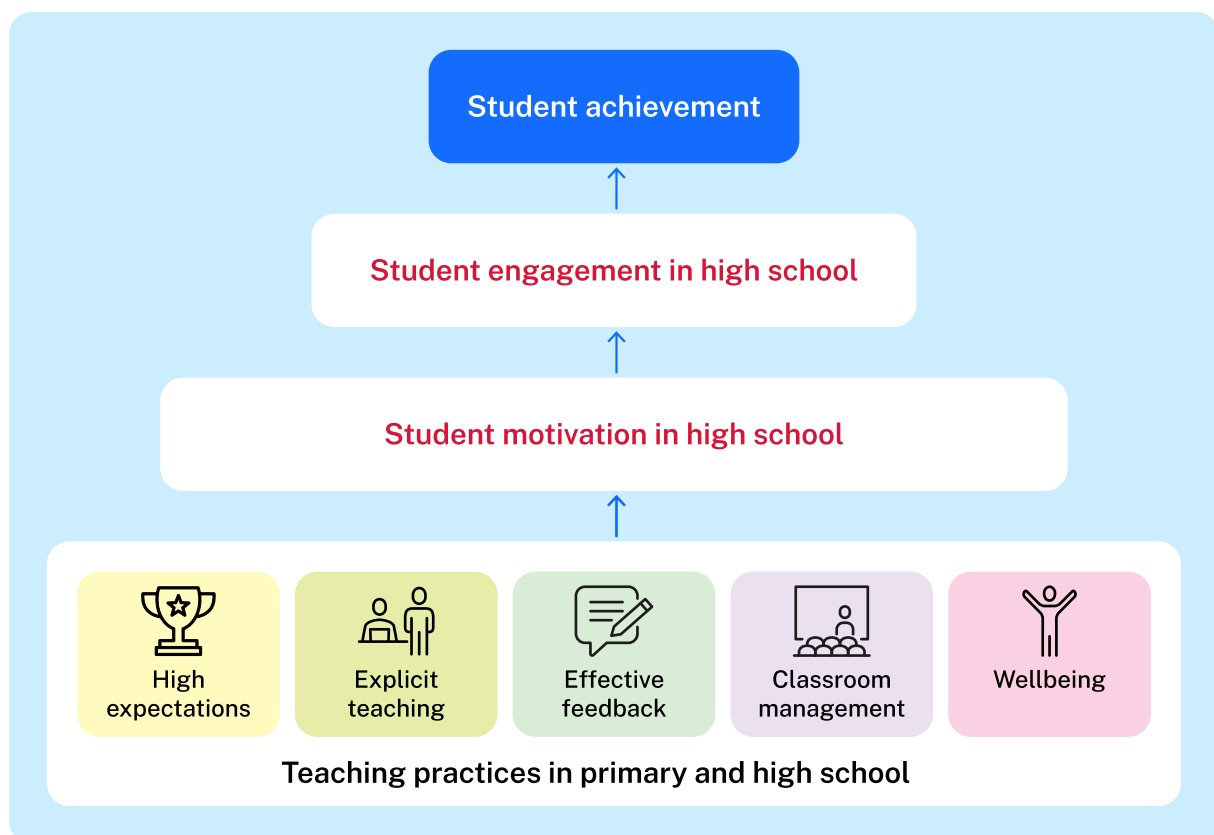 Student achievement
Student engagement in high school
Student motivation in high school
High
expectations
Explicit
teaching
Effective
feedback
Classroom
management
Wellbeing
Teaching practices in primary and high school